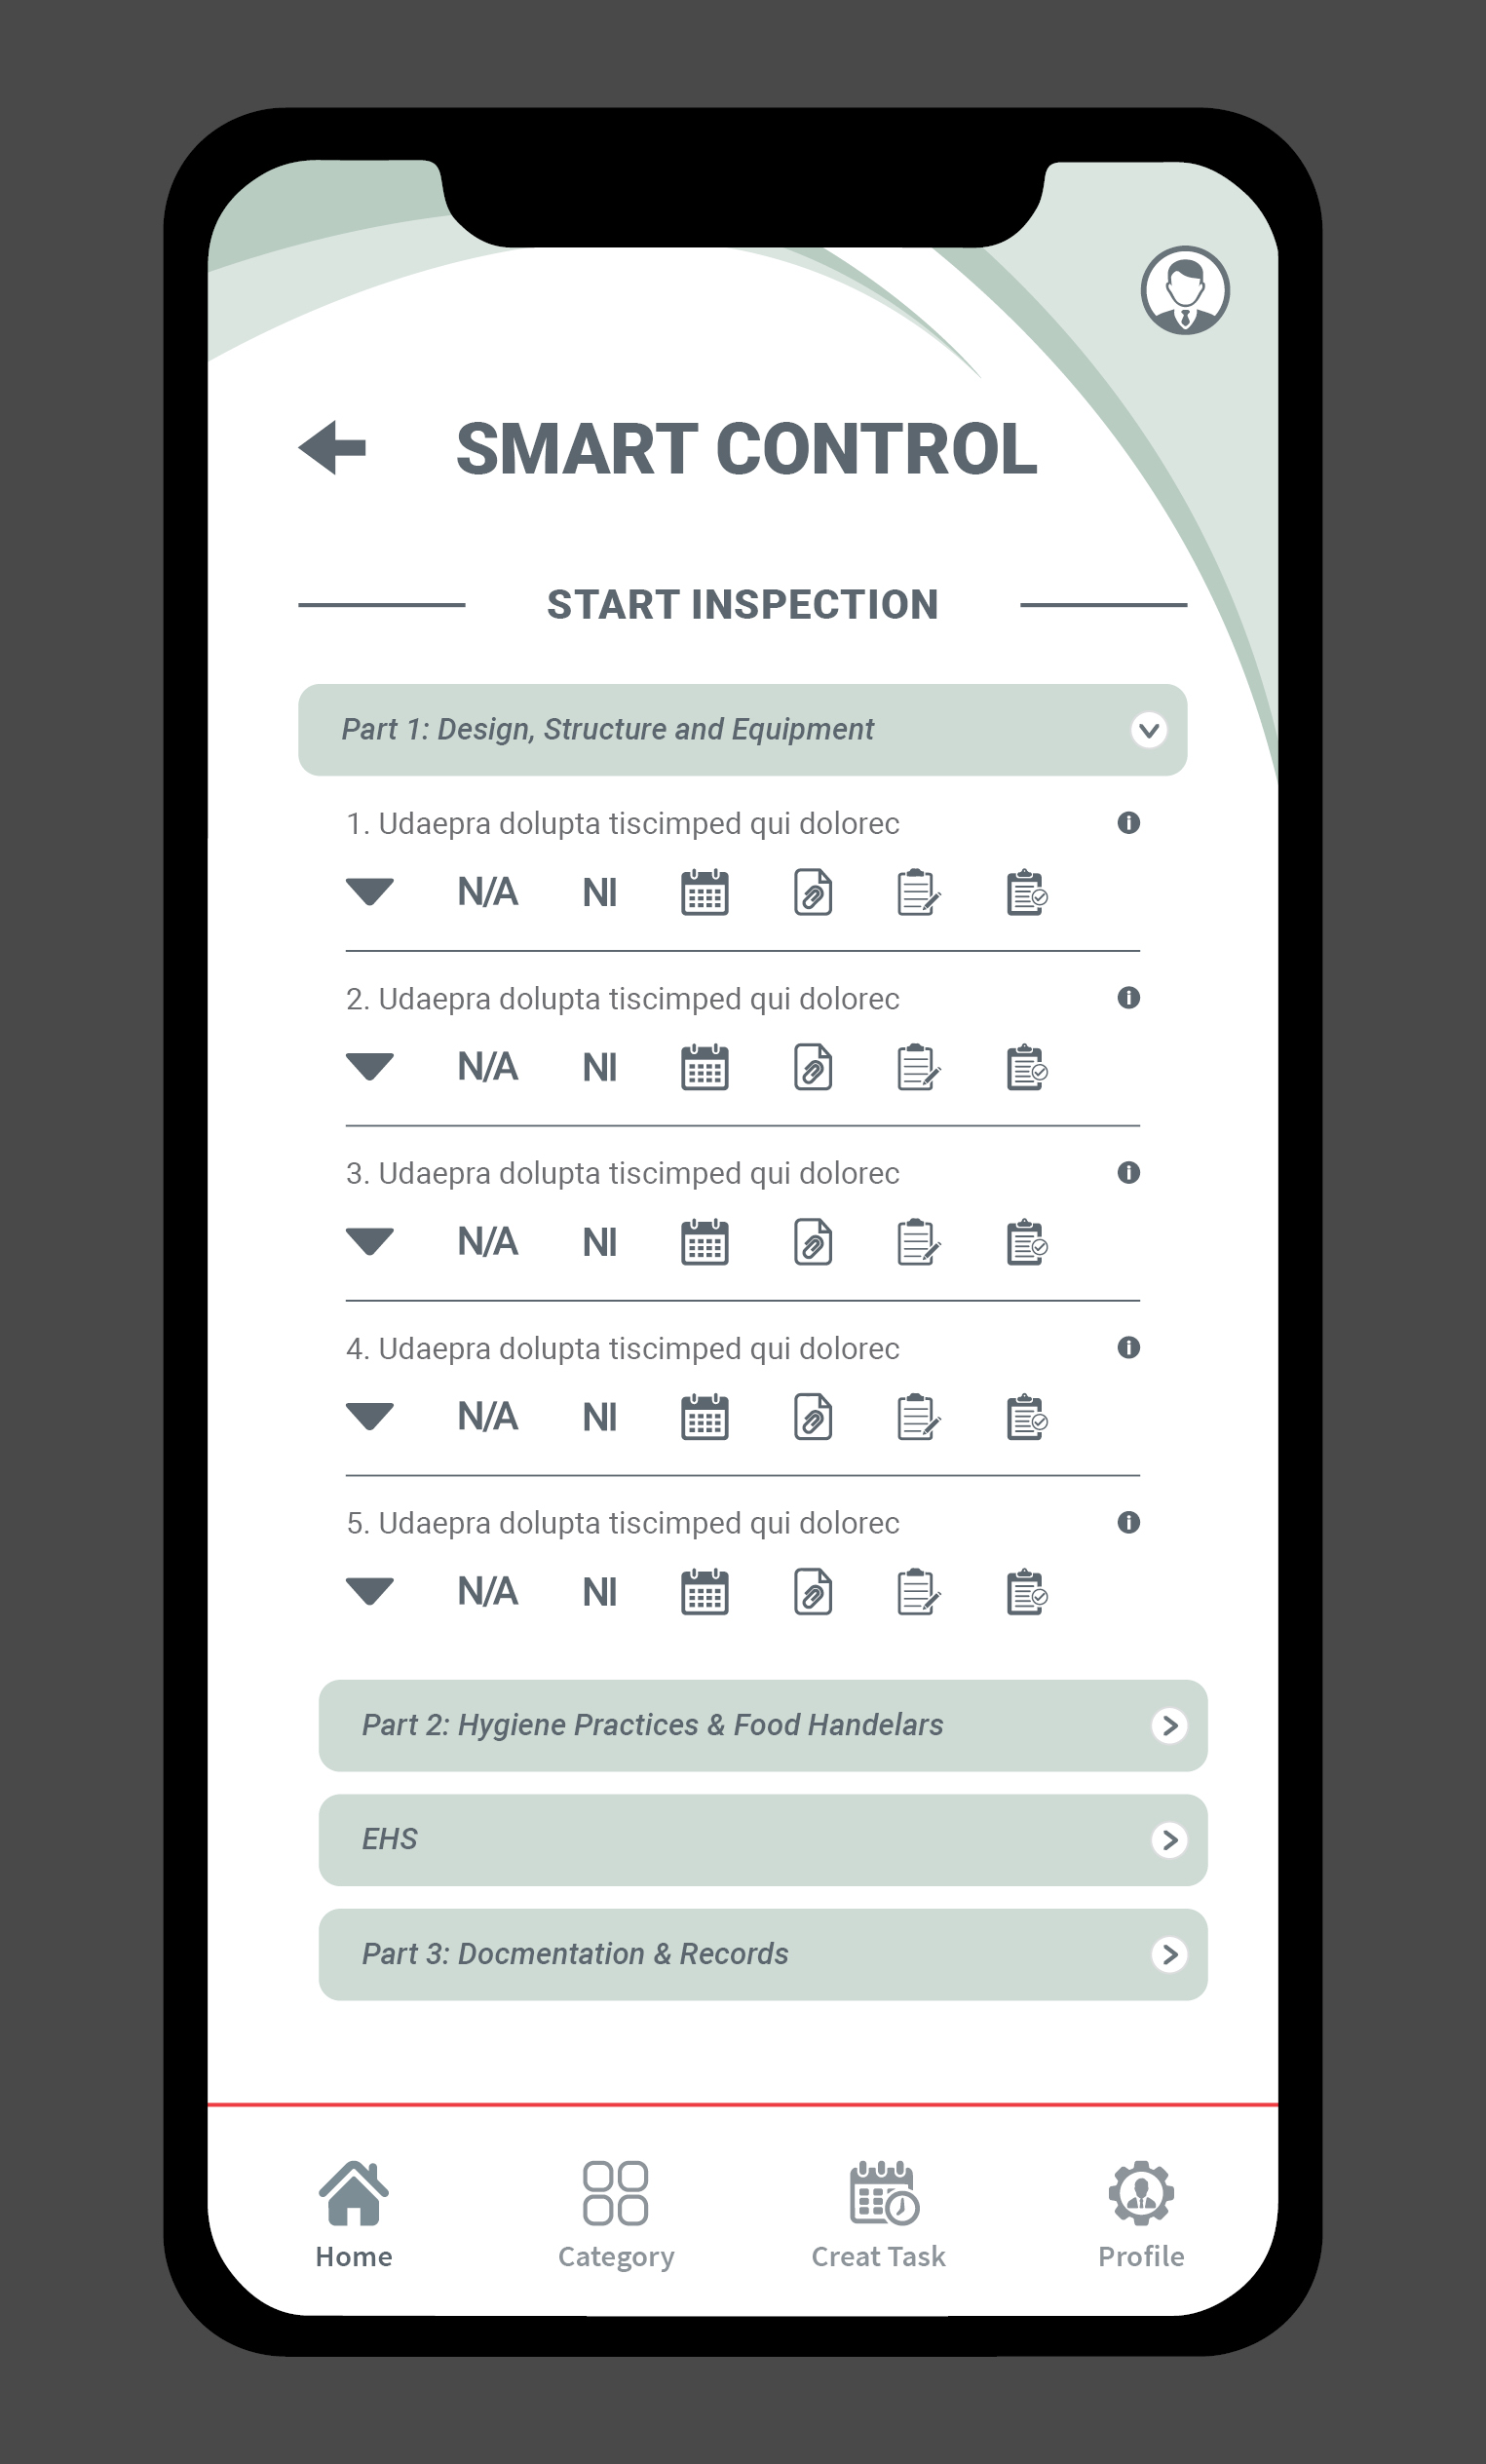 SMART CONTROL
START INSPECTION
Part 1: Design, Structure and Equipment
1. Udaepra dolupta tiscimped qui dolorec
N/A NI
2. Udaepra dolupta tiscimped qui dolorec
N/A NI
3. Udaepra dolupta tiscimped qui dolorec
N/A NI
4. Udaepra dolupta tiscimped qui dolorec
N/A NI
5. Udaepra dolupta tiscimped qui dolorec
N/A NI
Part 2: Hygiene Practices & Food Handelars
EHS
Part 3: Docmentation & Records
Home Category Creat Task Profile